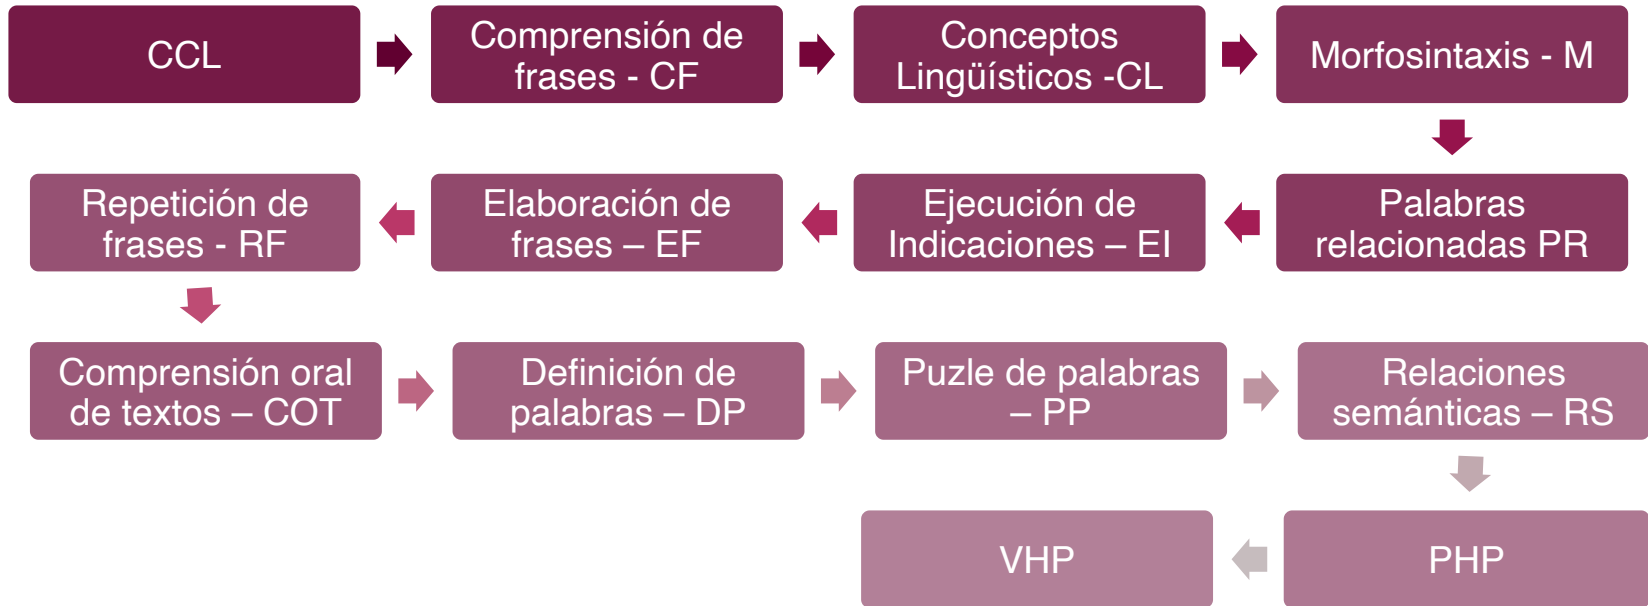 CCL
Comprensión de
frases - CF
Conceptos
Lingüísticos -CL
Morfosintaxis - M
Palabras
relacionadas PR
Ejecución de
Indicaciones – EI
Elaboración de
frases – EF
Repetición de
frases - RF
Comprensión oral
de textos – COT
Definición de
palabras – DP
Puzle de palabras
– PP
Relaciones
semánticas – RS
PHP
VHP